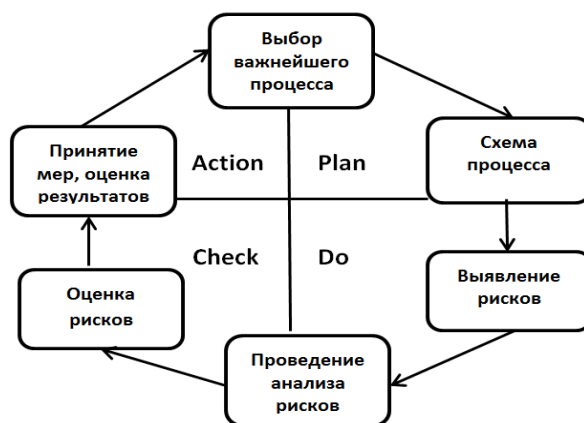 Выбор
важнейшего
процесса
Схема
процесса
Принятие
мер, оценка
результатов
Action
Plan
Check
Do
Выявление
рисков
Оценка
рисков
Проведение
анализа
рисков